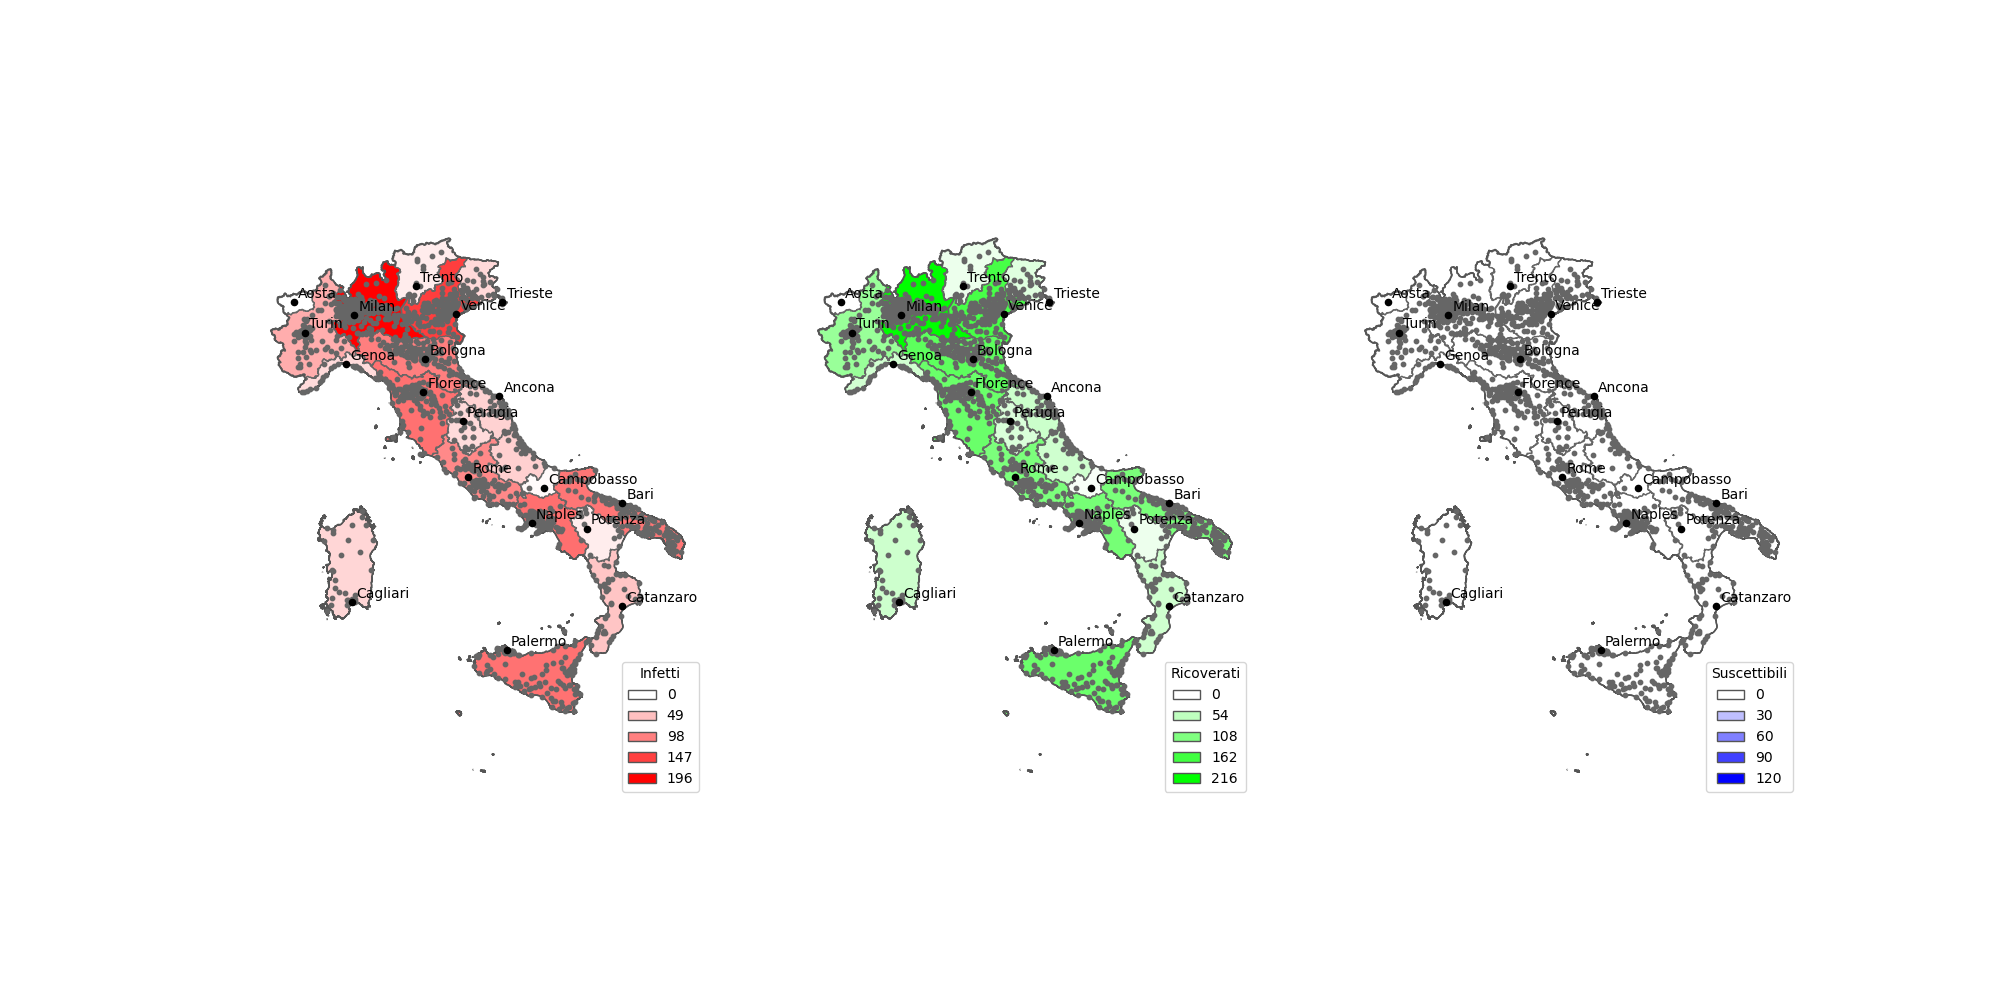 Trento
Aosta
Trieste
Milan
Venice
Turin
Genoa
Bologna
Florence
Ancona
Perugia
Rome
Campobasso
Bari
Naples
Potenza
Cagliari
Catanzaro
Palermo
Infetti
0
49
98
147
196
Trento
Aosta
Trieste
Milan
Venice
Turin
Genoa
Bologna
Florence
Ancona
Perugia
Rome
Campobasso
Bari
Naples
Potenza
Cagliari
Catanzaro
Palermo
Ricoverati
0
54
108
162
216
Trento
Aosta
Trieste
Milan
Venice
Turin
Genoa
Bologna
Florence
Ancona
Perugia
Rome
Campobasso
Bari
Naples
Potenza
Cagliari
Catanzaro
Palermo
Suscettibili
0
30
60
90
120